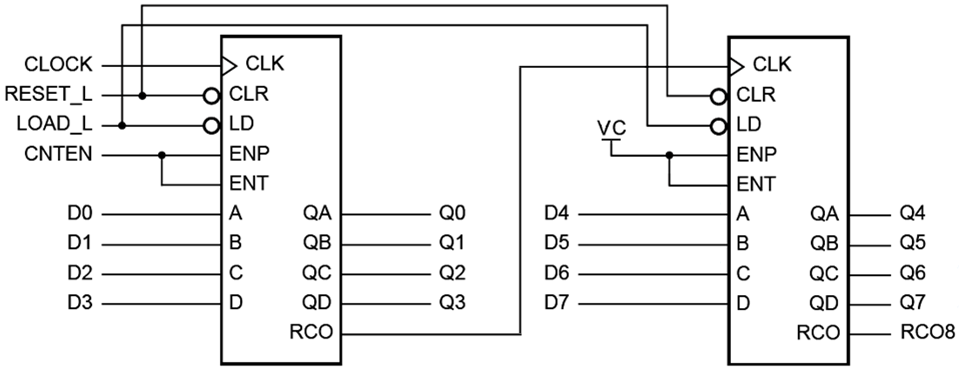 CLOCK CLK CLK
RESET_L CLR CLR
LOAD_L LD LD
VC
CNTEN ENP ENP
ENT ENT
D0 A QA Q0 D4 A QA Q4
D1 B QB Q1 D5 B QB Q5
D2 C QC Q2 D6 C QC Q6
D3 D QD Q3 D7 D QD Q7
RCO RCO RCO8